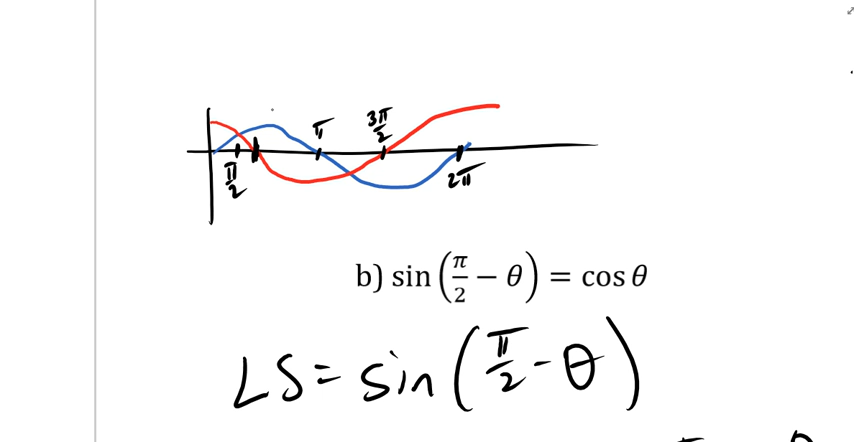 π 3π/2
π/2 2π
b) sin(π/2 − θ) = cos θ
LS = sin(π/2 - θ)